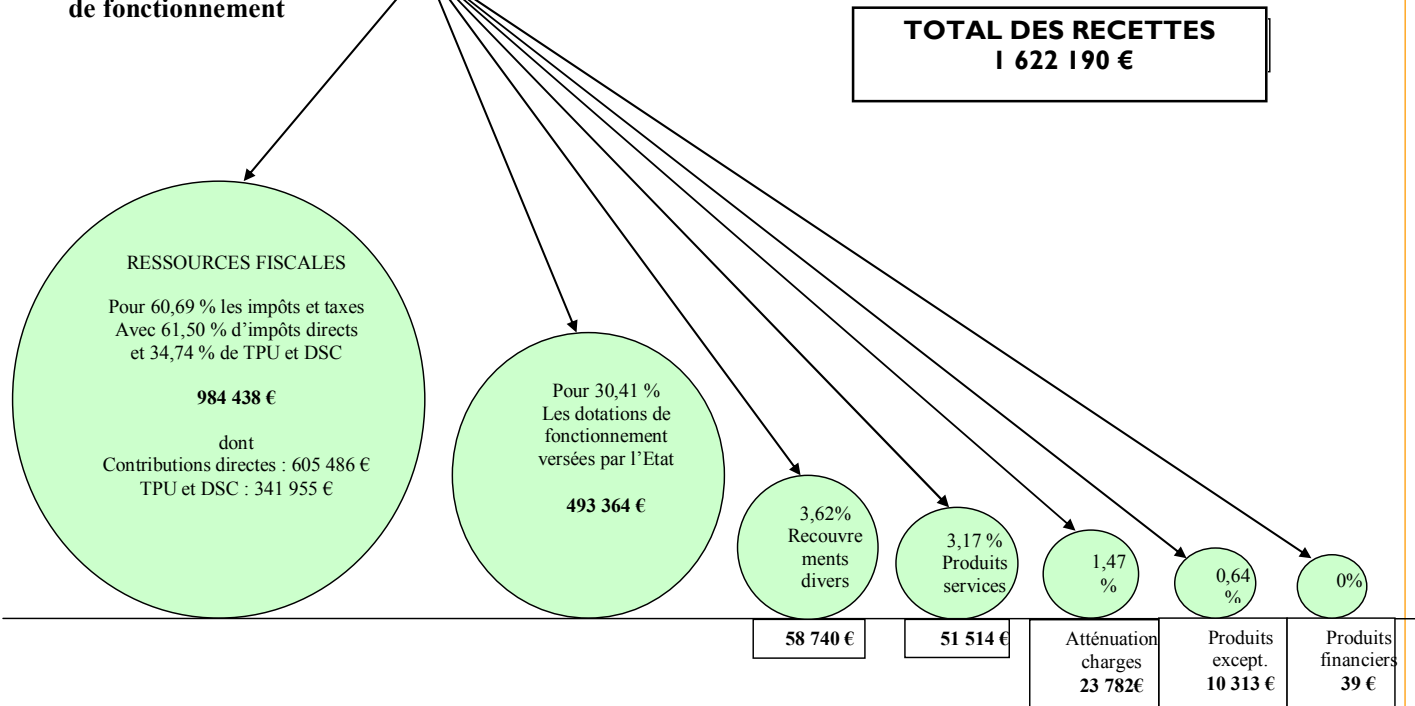 de fonctionnement
TOTAL DES RECETTES
1 622 190 €
RESSOURCES FISCALES
Pour 60,69 % les impôts et taxes
Avec 61,50 % d’impôts directs
et 34,74 % de TPU et DSC
984 438 €
dont
Contributions directes : 605 486 €
TPU et DSC : 341 955 €
Pour 30,41 %
Les dotations de
fonctionnement
versées par l’Etat
493 364 €
3,62%
Recouvre
ments
divers
58 740 €
3,17 %
Produits
services
51 514 €
1,47
%
Atténuation
charges
23 782€
0,64
%
Produits
except.
10 313 €
0%
Produits
financiers
39 €